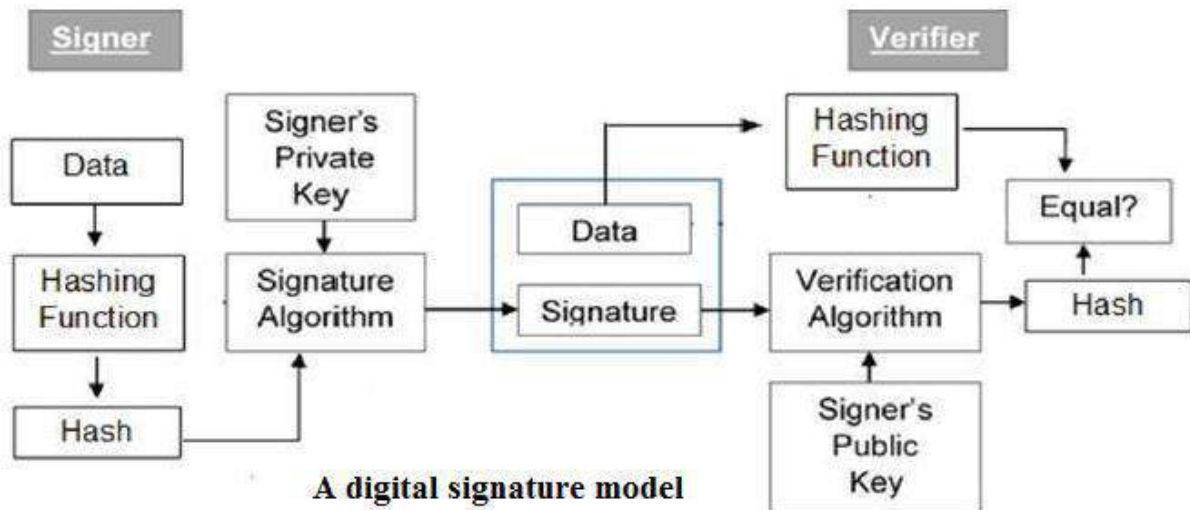 Signer
Verifier
Data
Hashing
Function
Hash
Signer's
Private
Key
Signature
Algorithm
Data
Signature
Hashing
Function
Verification
Algorithm
Signer's
Public
Key
Equal?
Hash
A digital signature model